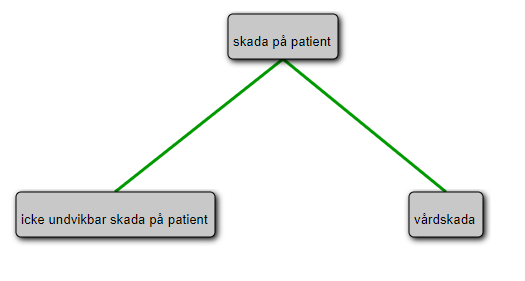 skada på patient
icke undvikbar skada på patient
vårdskada